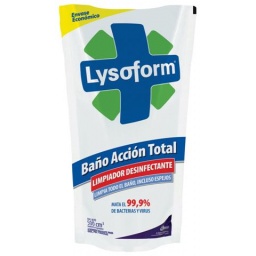 Envase
Económico
Lysoform
Baño Acción Total
LIMPIADOR DESINFECTANTE
LIMPIA TODO EL BAÑO, INCLUSO ESPEJOS
MATA EL 99,9%
DE BACTERIAS Y VIRUS